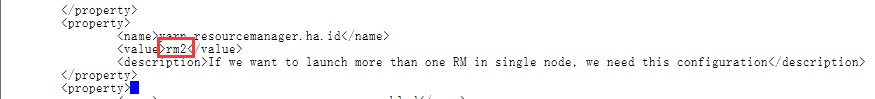 </property>
<property>
<name>yarn.resourcemanager.ha.id</name>
<value>rm2</value>
<description>If we want to launch more than one RM in single node, we need this configuration</description>
</property>
<property>